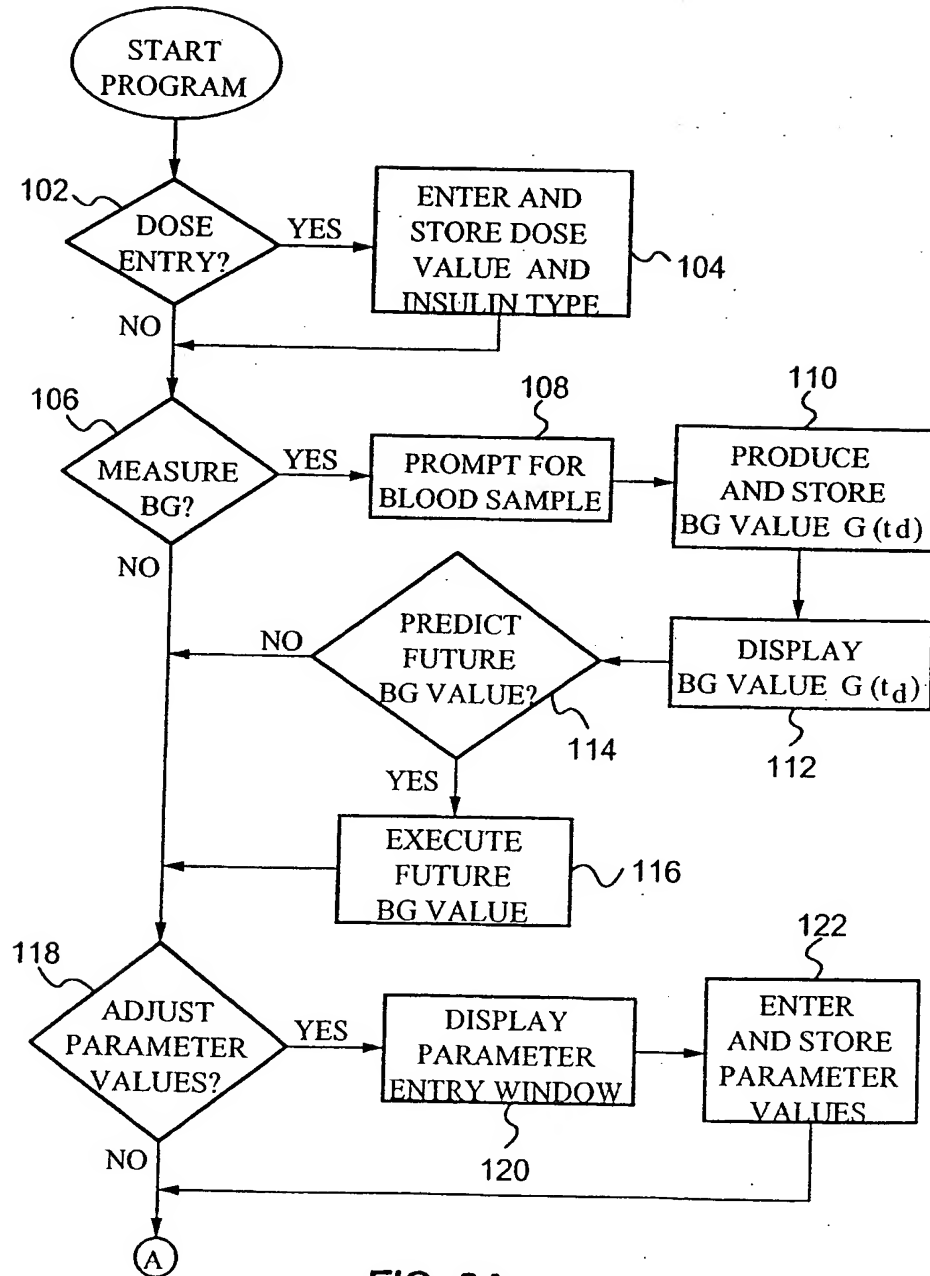 START
PROGRAM
102
DOSE
ENTRY?
YES
ENTER AND
STORE DOSE
VALUE AND
INSULIN TYPE
104
NO
106
MEASURE
BG?
YES
108
PROMPT FOR
BLOOD SAMPLE
110
PRODUCE
AND STORE
BG VALUE G (td)
NO
PREDICT
FUTURE
BG VALUE?
NO
DISPLAY
BG VALUE G (td)
112
114
YES
EXECUTE
FUTURE
BG VALUE
116
118
ADJUST
PARAMETER
VALUES?
YES
DISPLAY
PARAMETER
ENTRY WINDOW
120
122
ENTER
AND STORE
PARAMETER
VALUES
NO
A